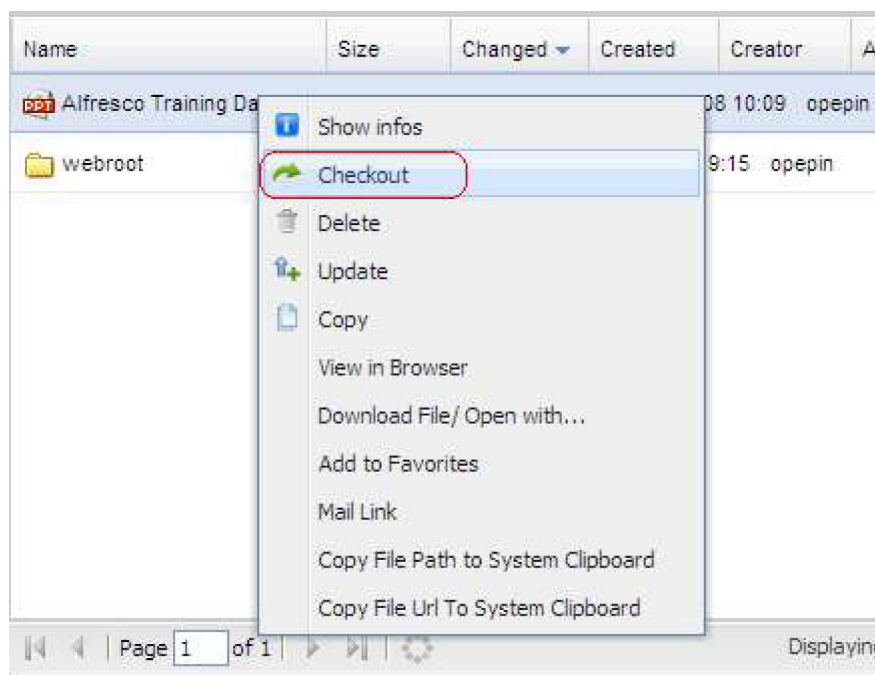 Name Size Changed Created Creator A
ppt Alfresco Training Da 08 10:09 opepin
webroot 9:15 opepin
Show infos
Checkout
Delete
Update
Copy
View in Browser
Download File/ Open with...
Add to Favorites
Mail Link
Copy File Path to System Clipboard
Copy File Url To System Clipboard
Page 1 of 1 Displaying